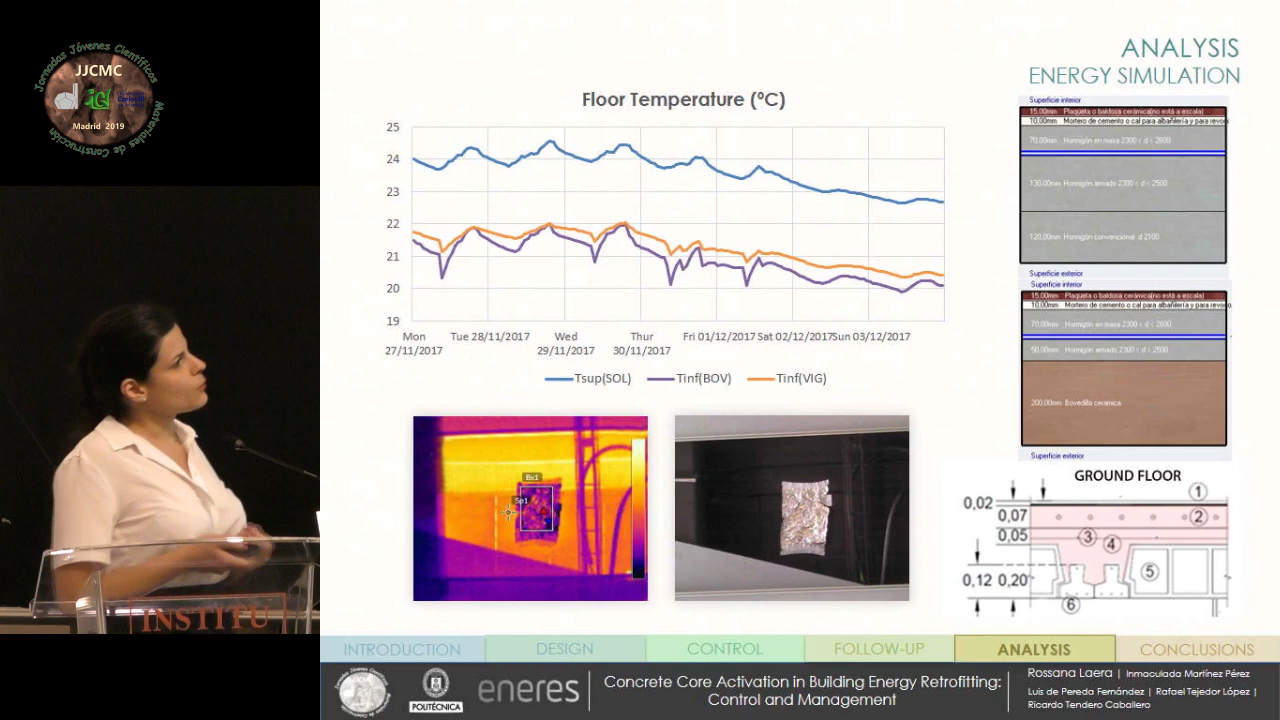 Jornadas Jóvenes Científicos
JJCMC
Madrid 2019
Materiales de Construcción
INSTITU
ANALYSIS
ENERGY SIMULATION
Floor Temperature (ºC)
25
24
23
22
21
20
19
Mon 27/11/2017
Tue 28/11/2017
Wed 29/11/2017
Thur 30/11/2017
Fri 01/12/2017
Sat 02/12/2017
Sun 03/12/2017
Tsup(SOL)
Tinf(BOV)
Tinf(VIG)
Bx1
Sp1
Superficie interior
15,00mm Plaqueta o baldosa cerámica(no está a escala)
10,00mm Mortero de cemento o cal para albañilería y para revoc
70,00mm Hormigón en masa 2300 < d < 2600
130,00mm Hormigón armado 2300 < d < 2500
120,00mm Hormigón convencional d 2100
Superficie exterior
Superficie interior
15,00mm Plaqueta o baldosa cerámica(no está a escala)
10,00mm Mortero de cemento o cal para albañilería y para revoc
70,00mm Hormigón en masa 2300 < d < 2600
50,00mm Hormigón armado 2300 < d < 2500
200,00mm Bovedilla cerámica
Superficie exterior
GROUND FLOOR
0,02
0,07
0,05
0,12 0,20
1
2
3
4
5
6
INTRODUCTION
DESIGN
CONTROL
FOLLOW-UP
ANALYSIS
CONCLUSIONS
POLITÉCNICA
eneres
Concrete Core Activation in Building Energy Retrofitting:
Control and Management
Rossana Laera | Inmaculada Martínez Pérez
Luis de Pereda Fernández | Rafael Tejedor López |
Ricardo Tendero Caballero